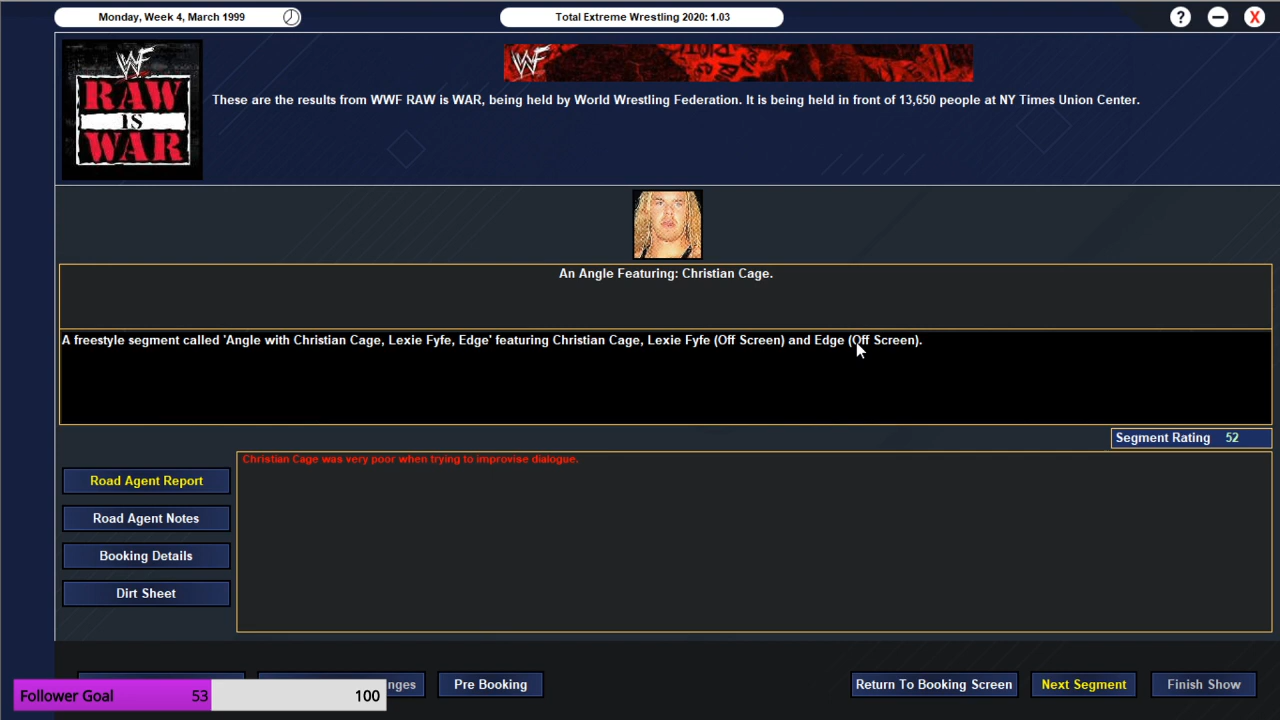 Monday, Week 4, March 1999
Total Extreme Wrestling 2020: 1.03
? X
WF
RAW
IS
WAR
WF
These are the results from WWF RAW is WAR, being held by World Wrestling Federation. It is being held in front of 13,650 people at NY Times Union Center.
An Angle Featuring: Christian Cage.
A freestyle segment called 'Angle with Christian Cage, Lexie Fyfe, Edge' featuring Christian Cage, Lexie Fyfe (Off Screen) and Edge (Off Screen).
Segment Rating 52
Christian Cage was very poor when trying to improvise dialogue.
Road Agent Report
Road Agent Notes
Booking Details
Dirt Sheet
nges
Pre Booking
Return To Booking Screen
Next Segment
Finish Show
Follower Goal 53 100